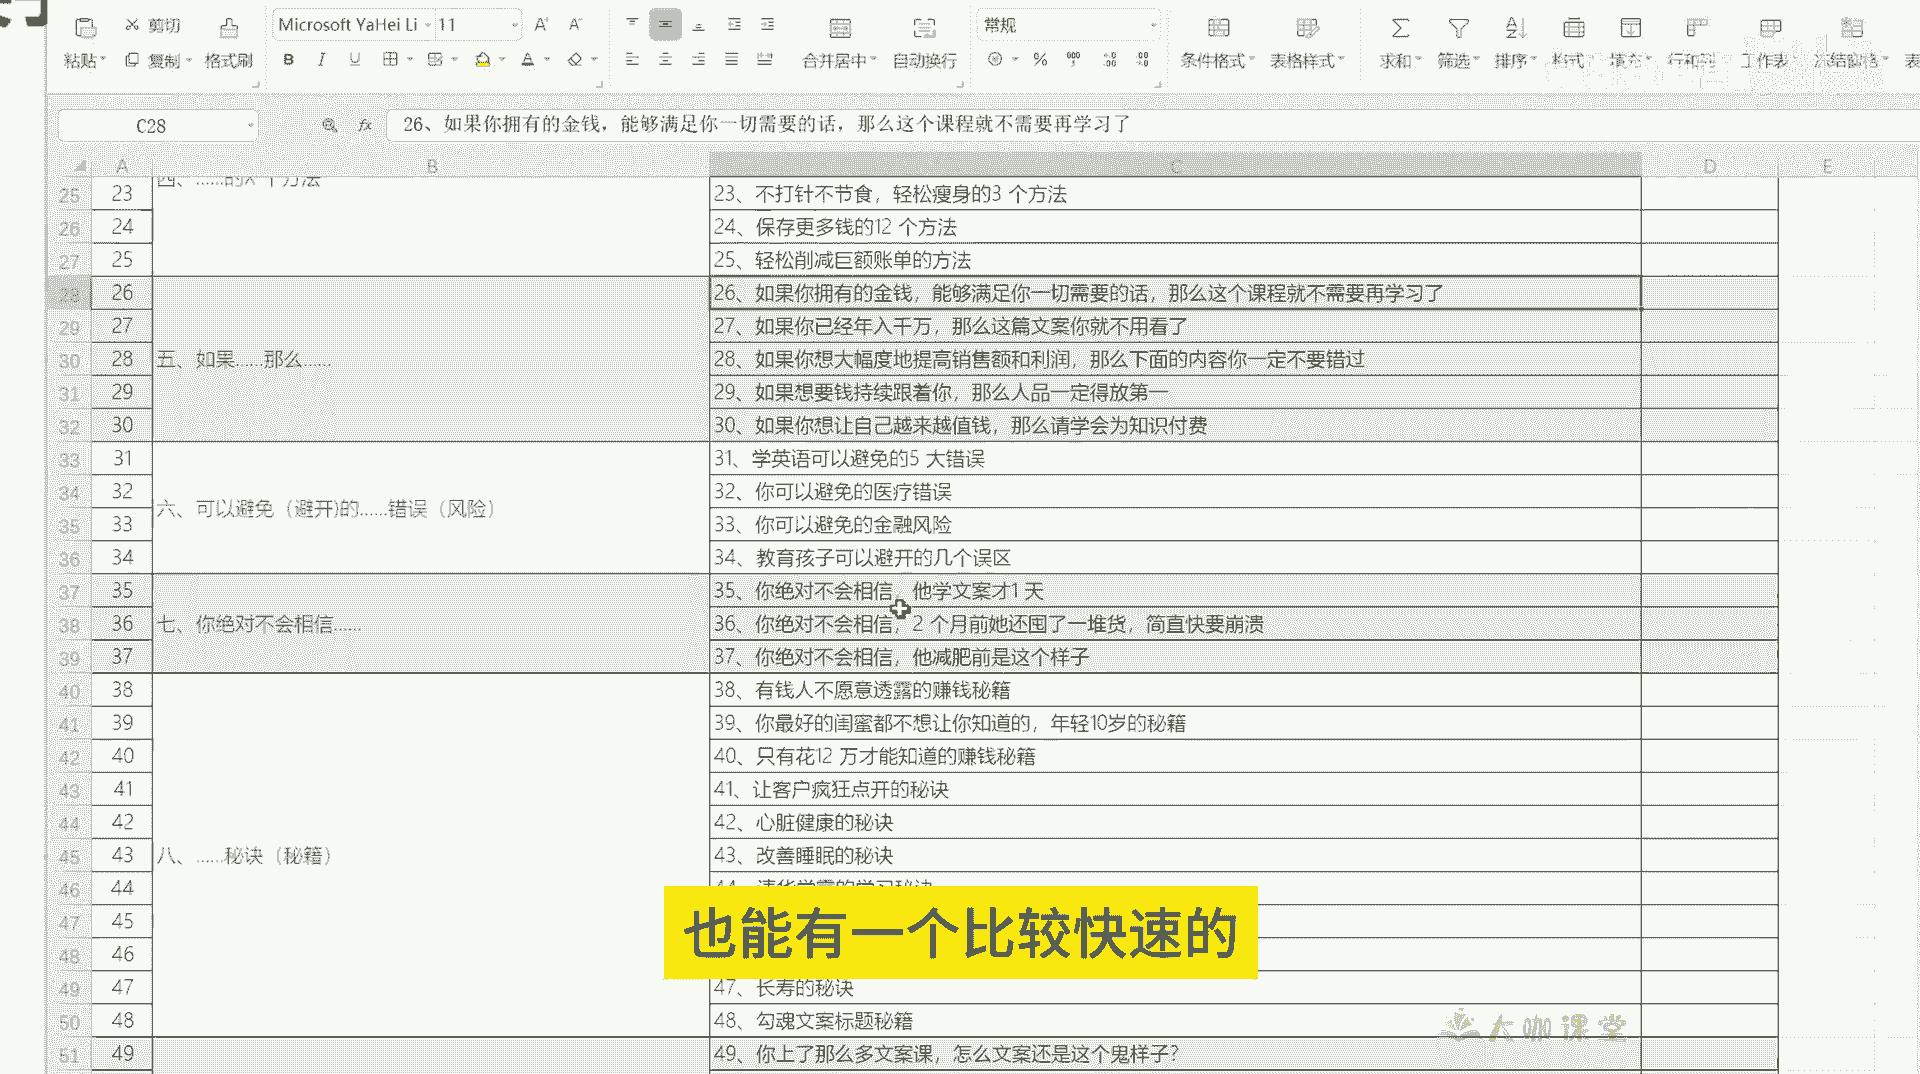 剪切
Microsoft YaHei Li
11
A⁺ A⁻
常规
粘贴
复制
格式刷
B I U
A
合并居中
自动换行
%
条件格式
表格样式
求和
筛选
排序
填充
工作表
C28
fx
26、如果你拥有的金钱，能够满足你一切需要的话，那么这个课程就不需要再学习了
A B C D E
25 23 四、……的X 个方法 23、不打针不节食，轻松瘦身的3 个方法
26 24 24、保存更多钱的12 个方法
27 25 25、轻松削减巨额账单的方法
28 26 26、如果你拥有的金钱，能够满足你一切需要的话，那么这个课程就不需要再学习了
29 27 27、如果你已经年入千万，那么这篇文案你就不用看了
30 28 五、如果……那么…… 28、如果你想大幅度地提高销售额和利润，那么下面的内容你一定不要错过
31 29 29、如果想要钱持续跟着你，那么人品一定得放第一
32 30 30、如果你想让自己越来越值钱，那么请学会为知识付费
33 31 31、学英语可以避免的5 大错误
34 32 32、你可以避免的医疗错误
六、可以避免（避开)的……错误（风险）
35 33 33、你可以避免的金融风险
36 34 34、教育孩子可以避开的几个误区
37 35 35、你绝对不会相信，他学文案才1 天
38 36 七、你绝对不会相信…… 36、你绝对不会相信，2 个月前她还囤了一堆货，简直快要崩溃
39 37 37、你绝对不会相信，他减肥前是这个样子
40 38 38、有钱人不愿意透露的赚钱秘籍
41 39 39、你最好的闺蜜都不想让你知道的，年轻10岁的秘籍
42 40 40、只有花12 万才能知道的赚钱秘籍
43 41 41、让客户疯狂点开的秘诀
44 42 42、心脏健康的秘诀
45 43 八、……秘诀（秘籍） 43、改善睡眠的秘诀
46 44
47 45
48 46
也能有一个比较快速的
49 47 47、长寿的秘诀
50 48 48、勾魂文案标题秘籍
大咖课堂
51 49 49、你上了那么多文案课，怎么文案还是这个鬼样子？